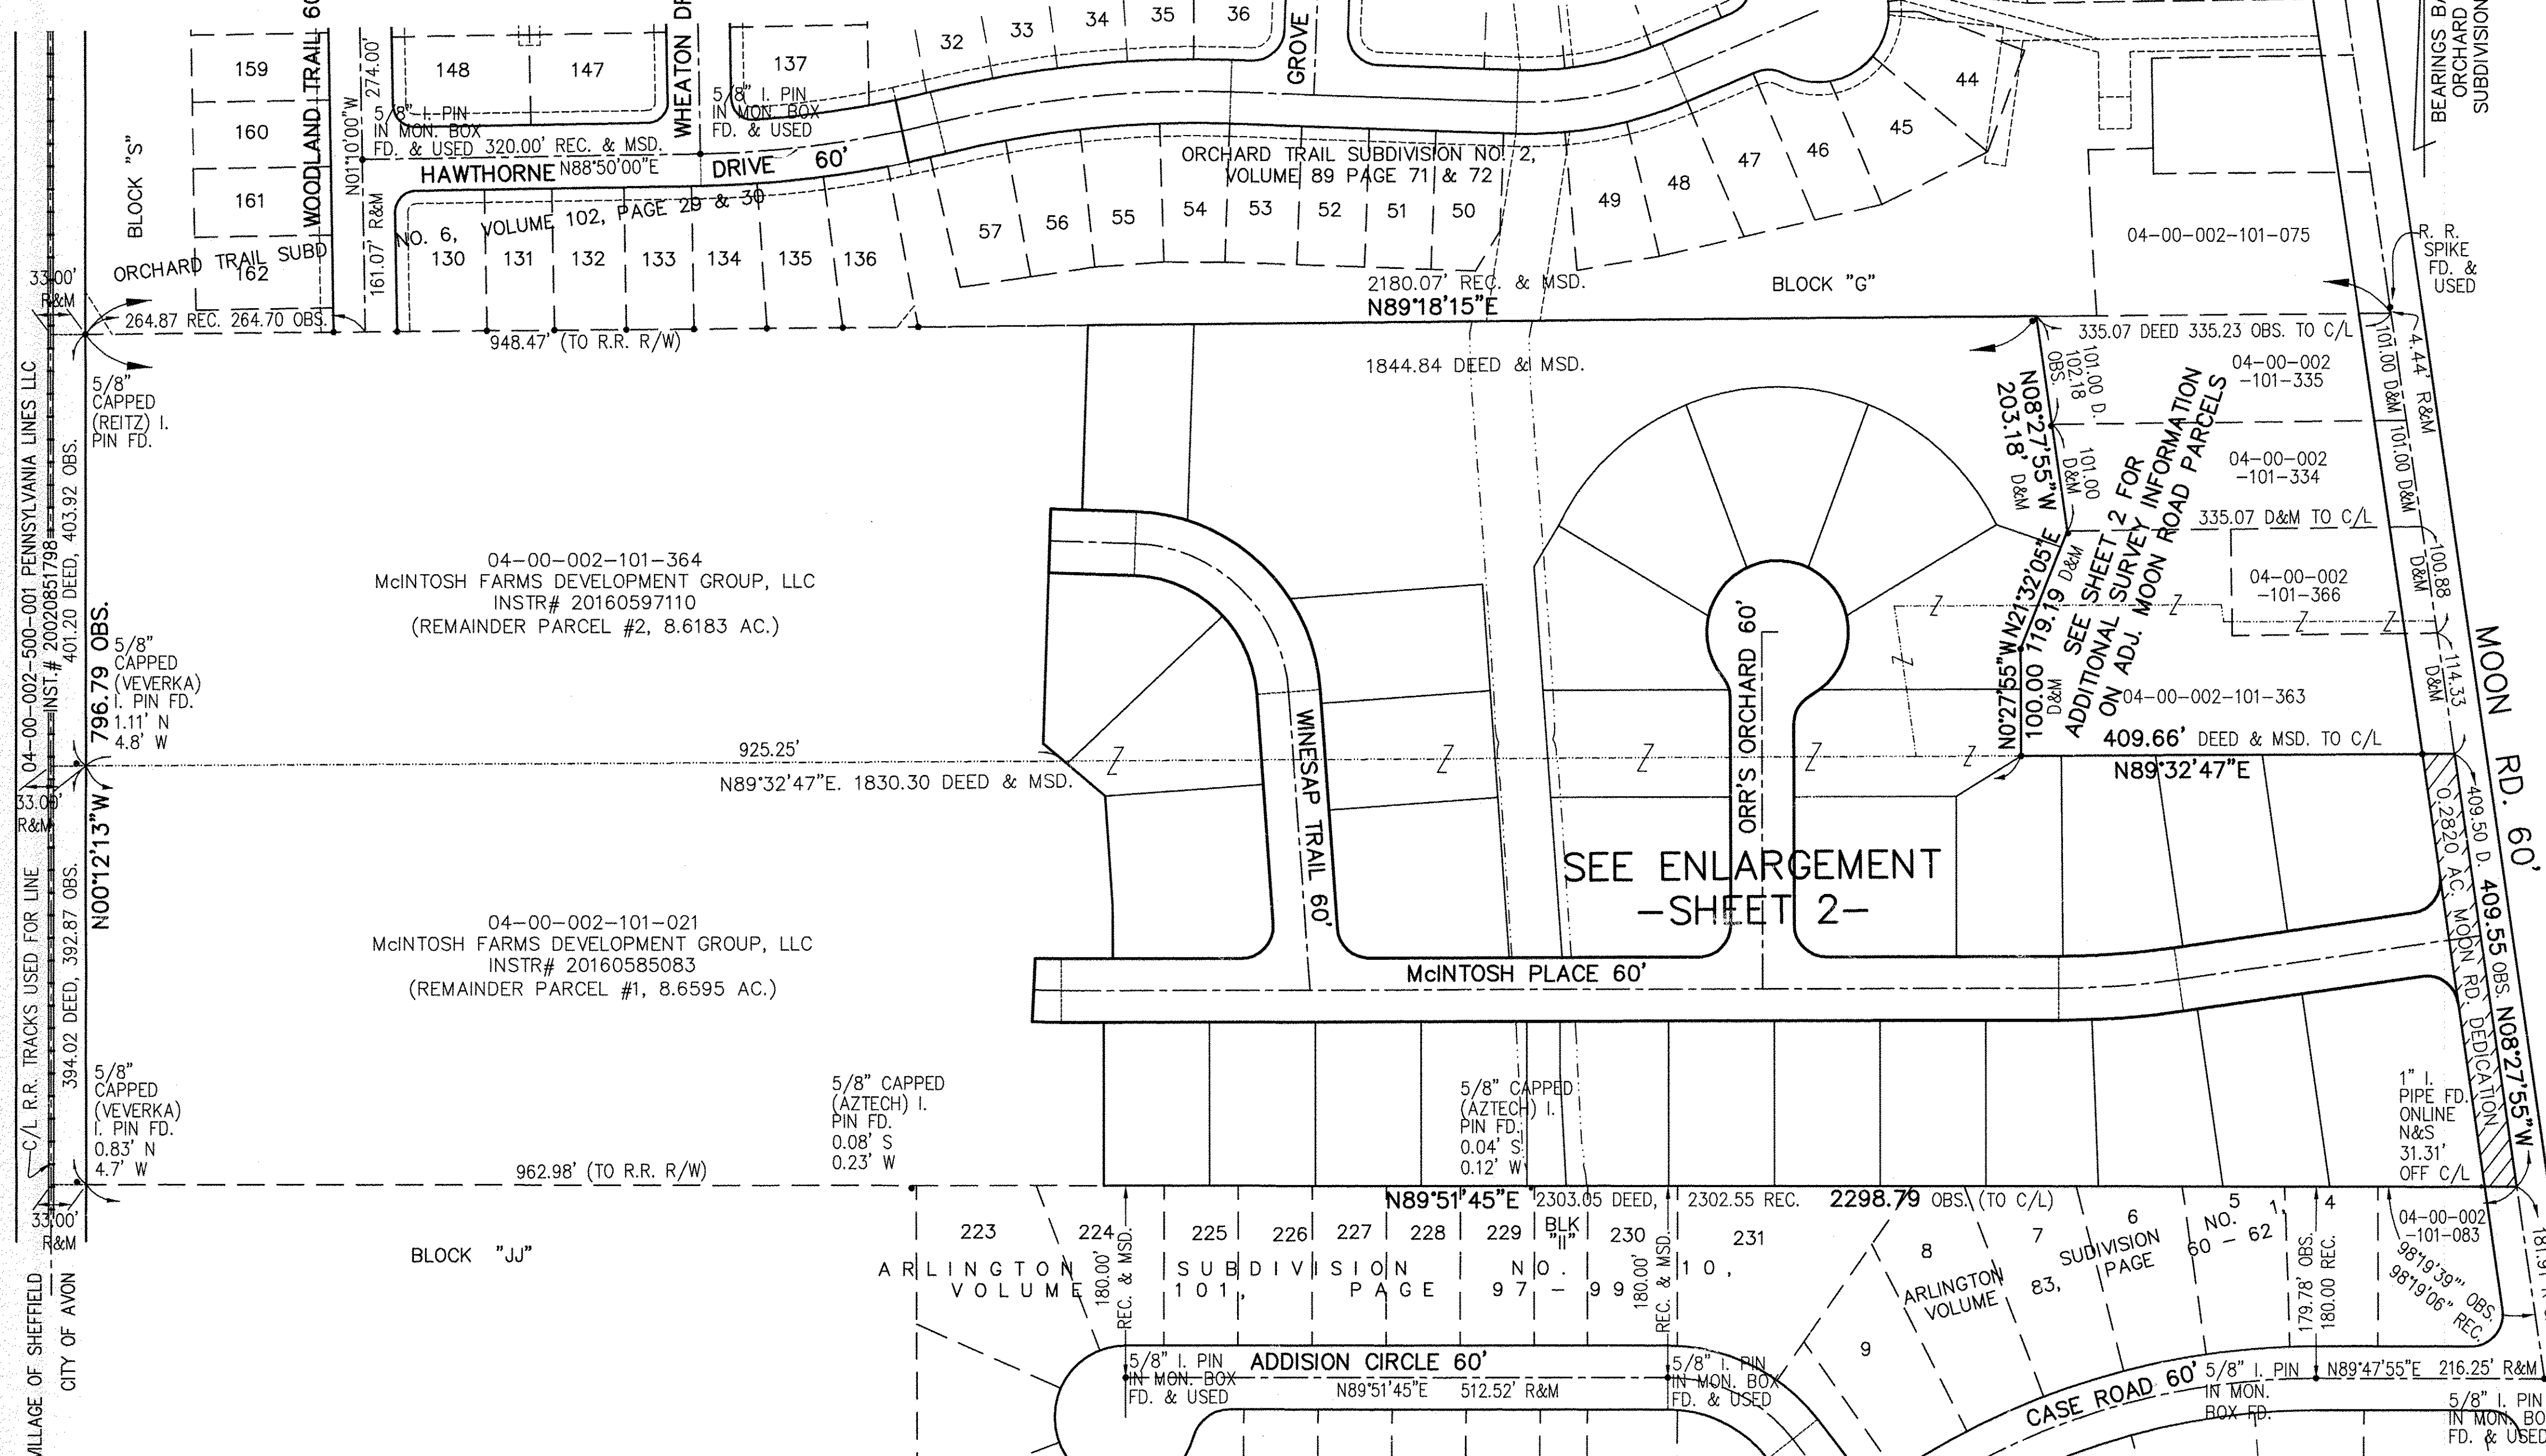 WOODLAND TRAIL 60
WHEATON DR
GROVE
BEARINGS BA
ORCHARD
SUBDIVISION
32
33
34
35
36
159
148
147
137
44
160
161
162
45
46
47
48
49
BLOCK "S"
274.00'
N01°10'00"W
161.07' R&M
5/8" I. PIN
IN MON. BOX
FD. & USED 320.00' REC. & MSD.
5/8" I. PIN
IN MON. BOX
FD. & USED
HAWTHORNE N88°50'00"E DRIVE 60'
NO. 6, VOLUME 102, PAGE 29 & 30
ORCHARD TRAIL SUBD
ORCHARD TRAIL SUBDIVISION NO. 2,
VOLUME 89 PAGE 71 & 72
130
131
132
133
134
135
136
57
56
55
54
53
52
51
50
04-00-002-101-075
R. R.
SPIKE
FD. &
USED
33.00'
R&M
264.87 REC. 264.70 OBS.
948.47' (TO R.R. R/W)
2180.07' REC. & MSD.
N89°18'15"E
BLOCK "G"
1844.84 DEED & MSD.
335.07 DEED 335.23 OBS. TO C/L
101.00 D.
102.18
OBS.
N08°27'55"W
203.18' D&M
101.00
D&M
04-00-002
-101-335
04-00-002
-101-334
335.07 D&M TO C/L
04-00-002
-101-366
101.00 D&M
101.00 D&M
4.44' R&M
100.88
D&M
114.33
D&M
N21°32'05"E
119.19 D&M
N0°27'55"W
100.00
D&M
SEE SHEET 2 FOR
ADDITIONAL SURVEY INFORMATION
ON ADJ. MOON ROAD PARCELS
04-00-002-101-363
409.66' DEED & MSD. TO C/L
N89°32'47"E
MOON RD. 60'
5/8"
CAPPED
(REITZ) I.
PIN FD.
04-00-002-500-001 PENNSYLVANIA LINES LLC
INST.# 20020851798
401.20 DEED, 403.92 OBS.
796.79 OBS.
N00°12'13"W
5/8"
CAPPED
(VEVERKA)
I. PIN FD.
1.11' N
4.8' W
04-00-002-101-364
McINTOSH FARMS DEVELOPMENT GROUP, LLC
INSTR# 20160597110
(REMAINDER PARCEL #2, 8.6183 AC.)
925.25'
N89°32'47"E. 1830.30 DEED & MSD.
33.00'
R&M
Z
Z
Z
Z
Z
Z
Z
Z
Z
Z
WINESAP TRAIL 60'
ORR'S ORCHARD 60'
SEE ENLARGEMENT
-SHEET 2-
McINTOSH PLACE 60'
409.50 D. 409.55 OBS. N08°27'55"W
0.2820 AC. MOON RD. DEDICATION
04-00-002-101-021
McINTOSH FARMS DEVELOPMENT GROUP, LLC
INSTR# 20160585083
(REMAINDER PARCEL #1, 8.6595 AC.)
C/L R.R. TRACKS USED FOR LINE
394.02 DEED, 392.87 OBS.
5/8"
CAPPED
(VEVERKA)
I. PIN FD.
0.83' N
4.7' W
5/8" CAPPED
(AZTECH) I.
PIN FD.
0.08' S
0.23' W
5/8" CAPPED
(AZTECH) I.
PIN FD.
0.04' S
0.12' W
1" I.
PIPE FD.
ONLINE
N&S
31.31'
OFF C/L
962.98' (TO R.R. R/W)
N89°51'45"E 2303.05 DEED, 2302.55 REC. 2298.79 OBS. (TO C/L)
33.00'
R&M
VILLAGE OF SHEFFIELD
CITY OF AVON
BLOCK "JJ"
223
224
225
226
227
228
229
BLK
"II"
230
231
ARLINGTON SUBDIVISION NO. 10,
VOLUME 101, PAGE 97 - 99
180.00'
REC. & MSD.
180.00'
REC. & MSD.
9
8
7
6
5
4
ARLINGTON SUDIVISION NO. 1,
VOLUME 83, PAGE 60 - 62
179.78' OBS.
180.00 REC.
04-00-002
-101-083
98°19'39" OBS.
98°19'06" REC.
181.91
5/8" I. PIN
IN MON. BOX
FD. & USED
ADDISION CIRCLE 60'
N89°51'45"E 512.52' R&M
5/8" I. PIN
IN MON. BOX
FD. & USED
CASE ROAD 60'
5/8" I. PIN
IN MON.
BOX FD.
N89°47'55"E 216.25' R&M
5/8" I. PIN
IN MON. BO
FD. & USED